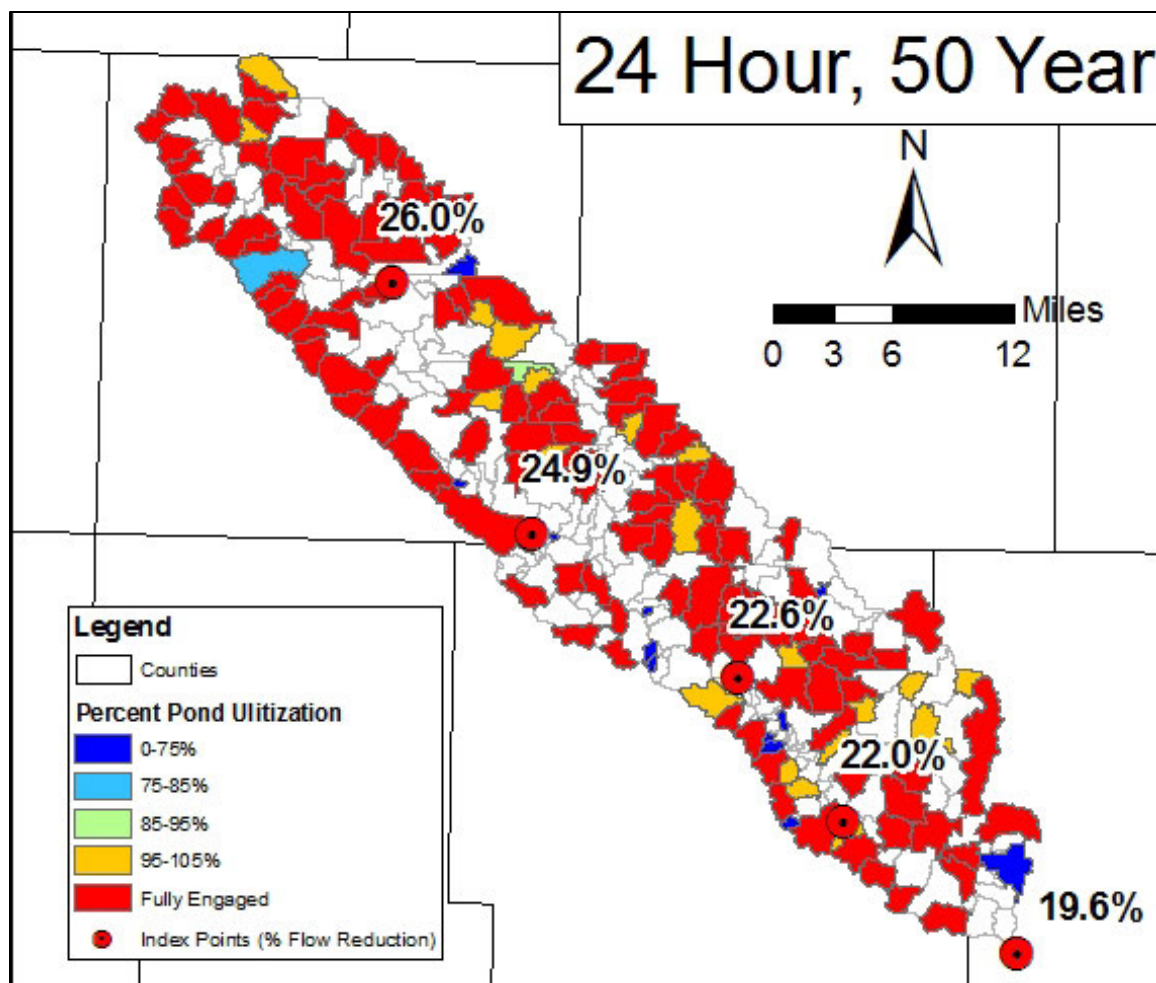 24 Hour, 50 Year
N
Miles
0 3 6 12
26.0%
24.9%
22.6%
22.0%
19.6%
Legend
Counties
Percent Pond Ulitization
0-75%
75-85%
85-95%
95-105%
Fully Engaged
Index Points (% Flow Reduction)